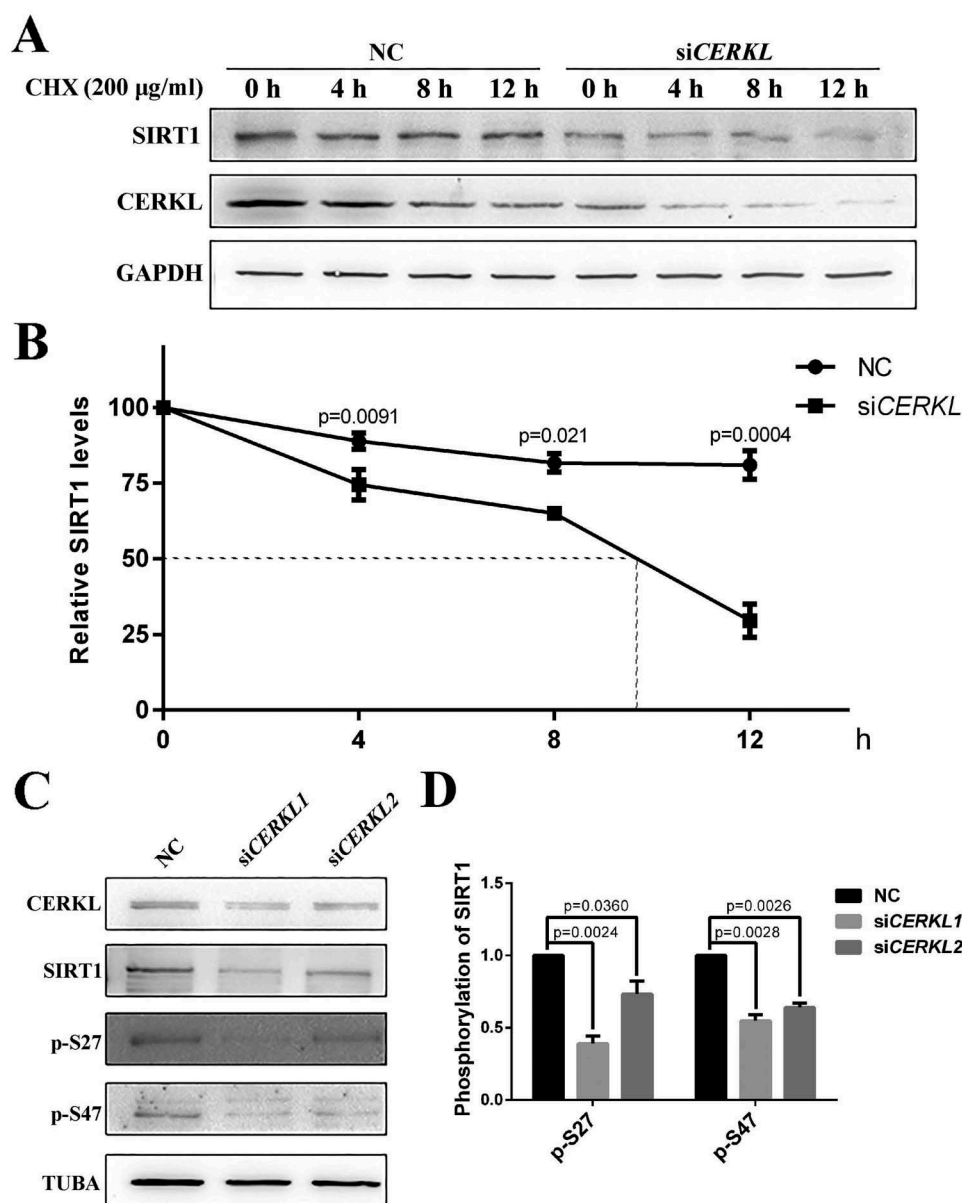 A
NC siCERKL
CHX (200 µg/ml) 0 h 4 h 8 h 12 h 0 h 4 h 8 h 12 h
SIRT1
CERKL
GAPDH
B
NC
siCERKL
Relative SIRT1 levels
100
75
50
25
0
p=0.0091
p=0.021
p=0.0004
0 4 8 12 h
C
NC siCERKL1 siCERKL2
CERKL
SIRT1
p-S27
p-S47
TUBA
D
Phosphorylation of SIRT1
1.5
1.0
0.5
0.0
p=0.0360
p=0.0024
p=0.0026
p=0.0028
p-S27 p-S47
NC
siCERKL1
siCERKL2